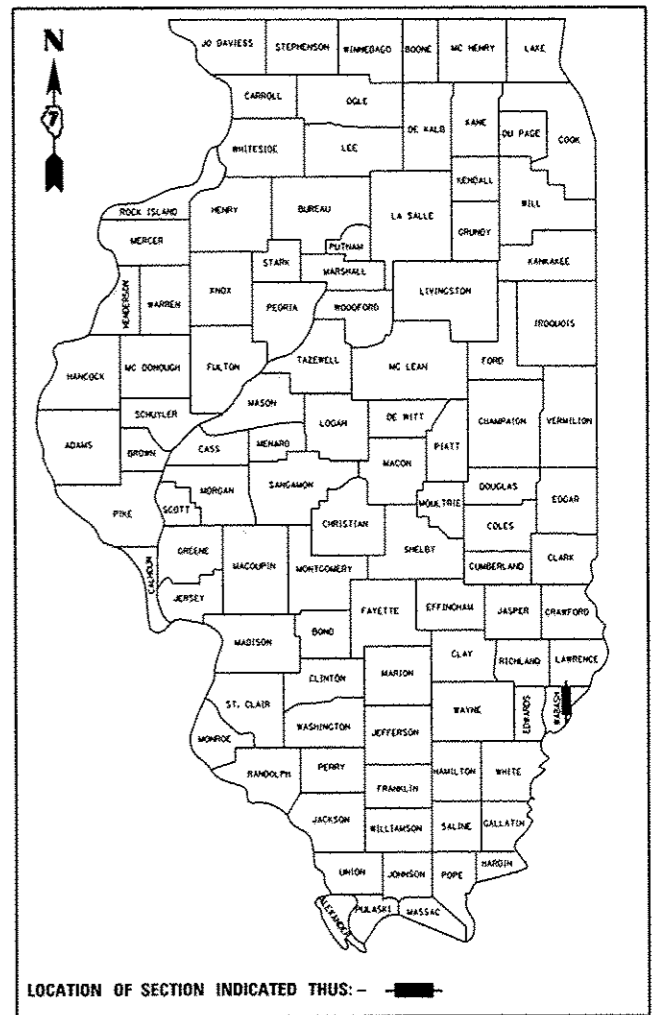 JO DAVIESS STEPHENSON WINNEBAGO BOONE MC HENRY LAKE
N
CARROLL OGLE
7
DE KALB KANE DU PAGE COOK
WHITESIDE LEE
KENDALL WILL
ROCK ISLAND HENRY BUREAU LA SALLE
MERCER PUTNAM GRUNDY
STARK MARSHALL KANKAKEE
HENDERSON WARREN KNOX PEORIA WOODFORD LIVINGSTON
IROQUOIS
HANCOCK MC DONOUGH FULTON TAZEWELL MC LEAN FORD
MASON
SCHUYLER LOGAN DE WITT CHAMPAIGN VERMILION
ADAMS BROWN CASS MENARD PIATT
MACON
PIKE SCOTT MORGAN SANGAMON MOULTRIE DOUGLAS EDGAR
CHRISTIAN COLES
CALHOUN GREENE MACOUPIN MONTGOMERY SHELBY CUMBERLAND CLARK
JERSEY
FAYETTE EFFINGHAM JASPER CRAWFORD
MADISON BOND
CLAY RICHLAND LAWRENCE
CLINTON MARION
ST. CLAIR WAYNE EDWARDS WABASH
MONROE WASHINGTON JEFFERSON
RANDOLPH PERRY HAMILTON WHITE
FRANKLIN
JACKSON WILLIAMSON SALINE GALLATIN
HARDIN
UNION JOHNSON POPE
ALEXANDER PULASKI MASSAC
LOCATION OF SECTION INDICATED THUS: -